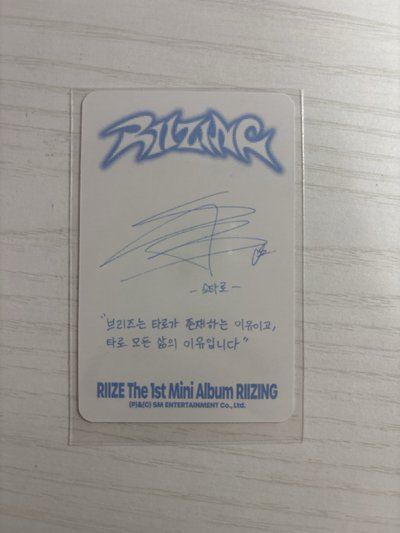 RIIZING
- 쇼타로 -
"브리즈는 타로가 존재하는 이유이고,
타로 모든 삶의 이유입니다"
RIIZE The 1st Mini Album RIIZING
(P)&(C) SM ENTERTAINMENT Co., Ltd.